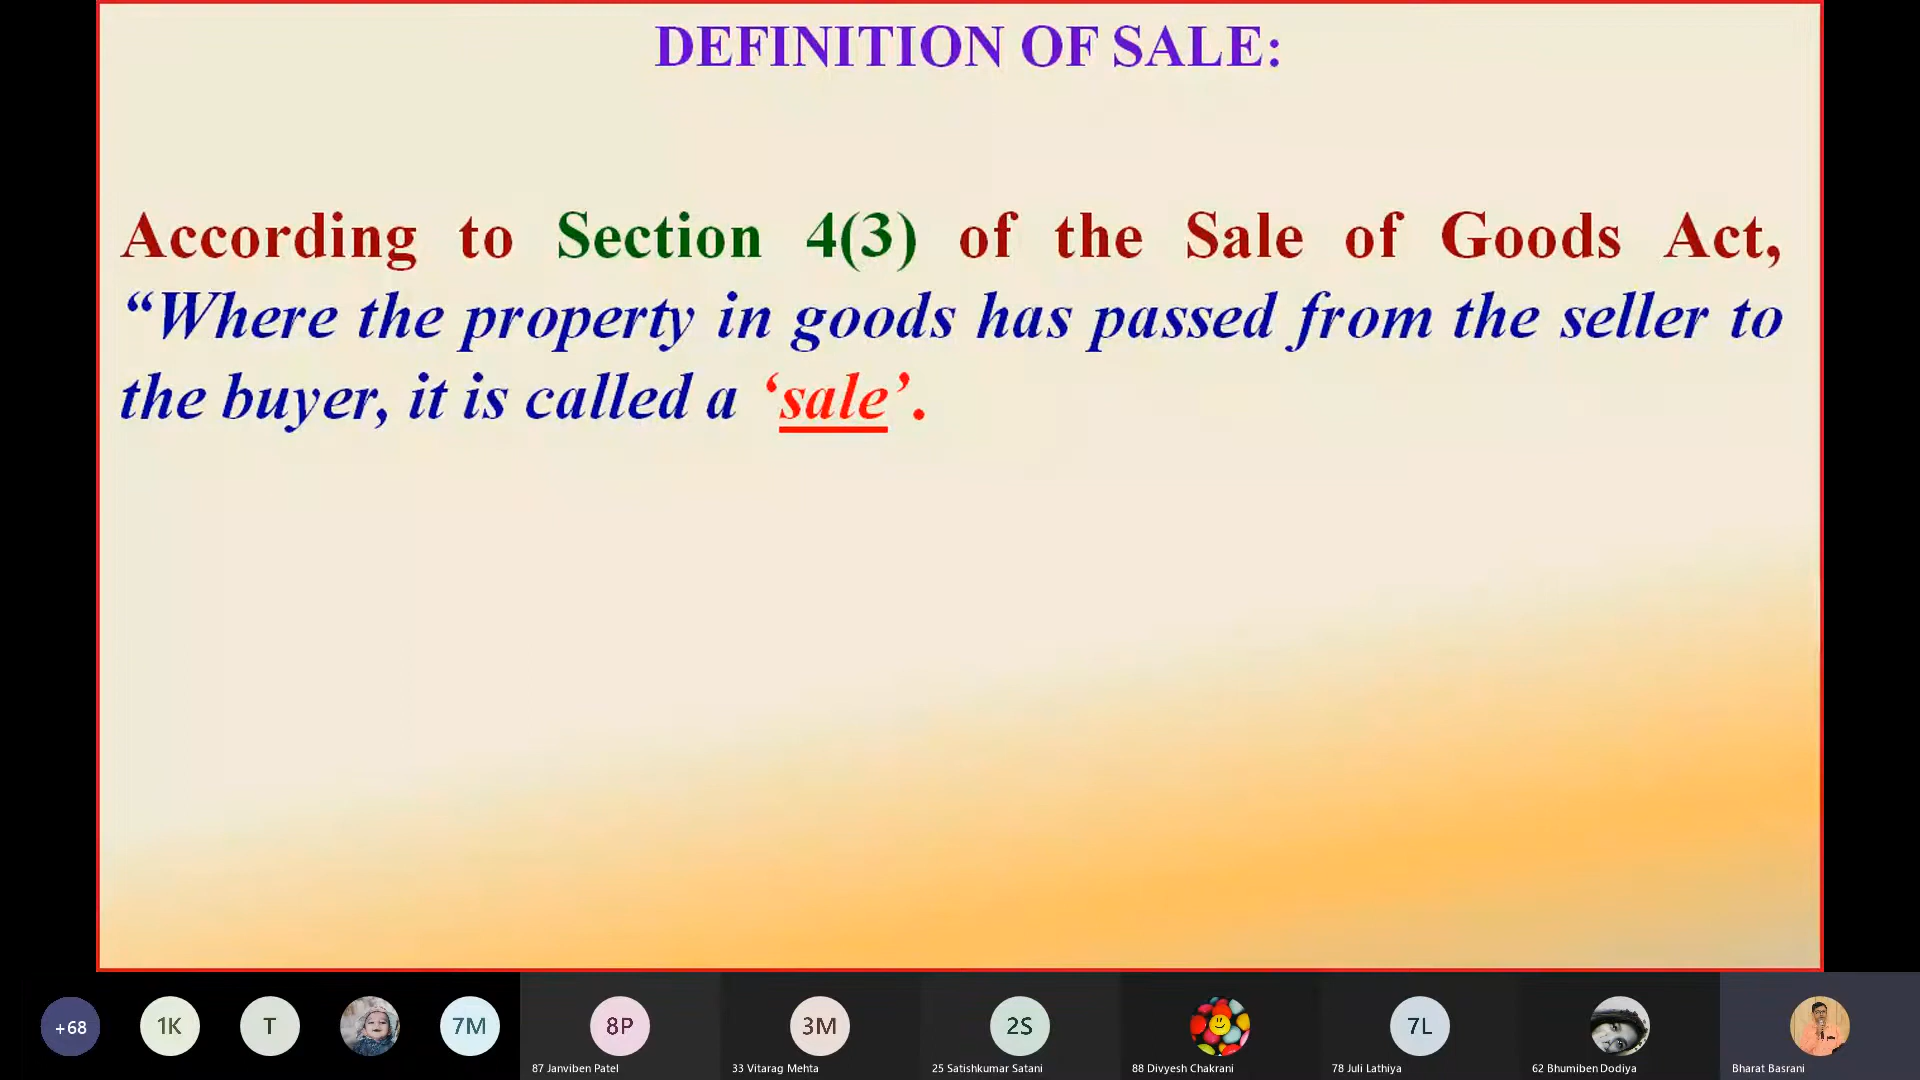 DEFINITION OF SALE:
According to Section 4(3) of the Sale of Goods Act,
“Where the property in goods has passed from the seller to
the buyer, it is called a ‘sale’.
+68
1K
T
7M
8P
3M
2S
7L
87 Janviben Patel
33 Vitarag Mehta
25 Satishkumar Satani
88 Divyesh Chakrani
78 Juli Lathiya
62 Bhumiben Dodiya
Bharat Basrani